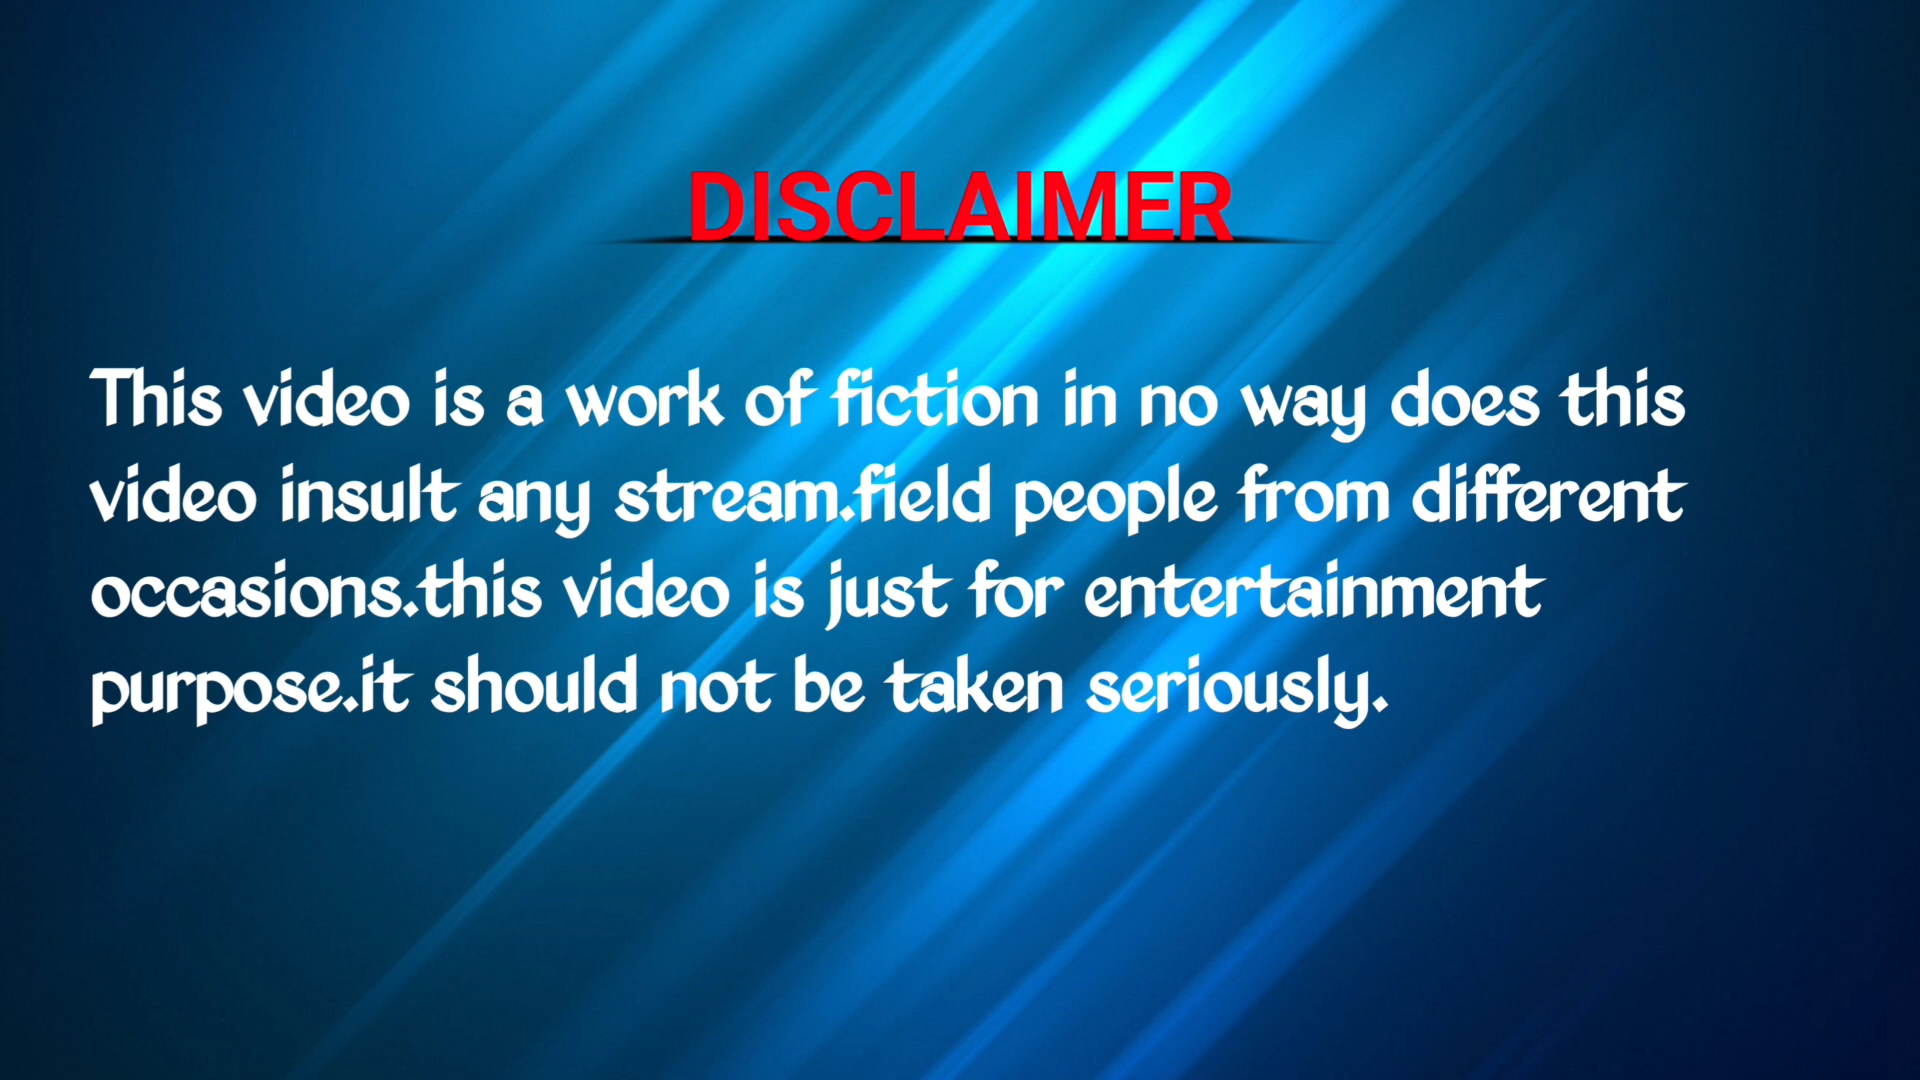 DISCLAIMER
This video is a work of fiction in no way does this
video insult any stream.field people from different
occasions.this video is just for entertainment
purpose.it should not be taken seriously.